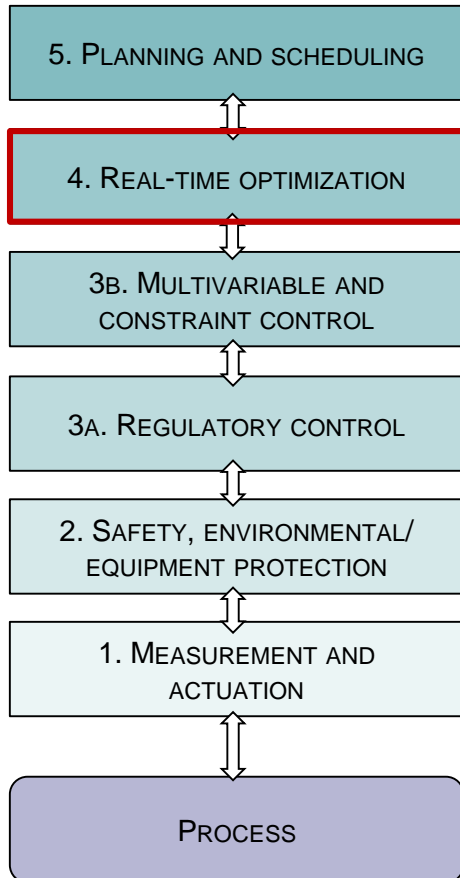 5. PLANNING AND SCHEDULING
4. REAL-TIME OPTIMIZATION
3B. MULTIVARIABLE AND
CONSTRAINT CONTROL
3A. REGULATORY CONTROL
2. SAFETY, ENVIRONMENTAL/
EQUIPMENT PROTECTION
1. MEASUREMENT AND
ACTUATION
PROCESS